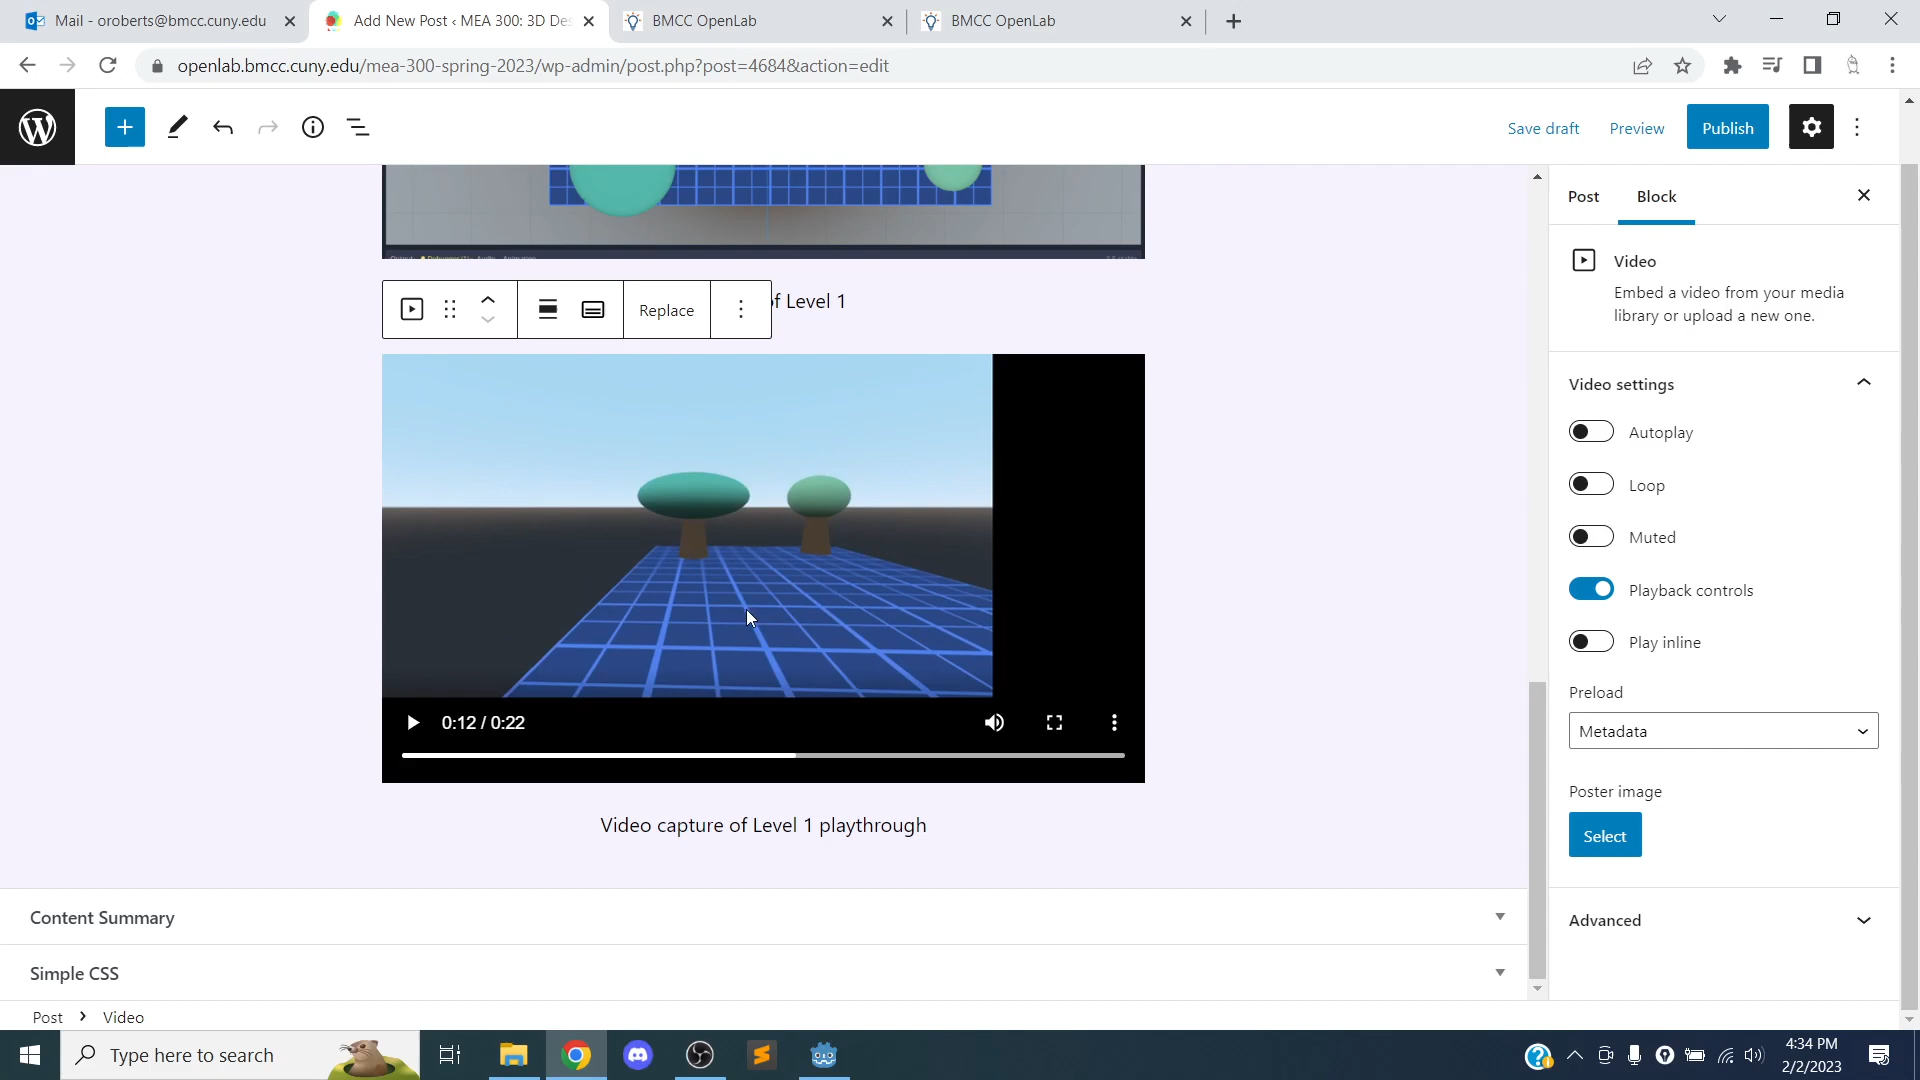 Mail - oroberts@bmcc.cuny.edu
Add New Post ‹ MEA 300: 3D De
BMCC OpenLab
BMCC OpenLab
openlab.bmcc.cuny.edu/mea-300-spring-2023/wp-admin/post.php?post=4684&action=edit
Save draft
Preview
Publish
Post
Block
Video
Embed a video from your media
library or upload a new one.
Replace
of Level 1
Video settings
Autoplay
Loop
Muted
Playback controls
Play inline
Preload
Metadata
Poster image
Select
Advanced
0:12 / 0:22
Video capture of Level 1 playthrough
Content Summary
Simple CSS
Post
Video
Type here to search
4:34 PM
2/2/2023